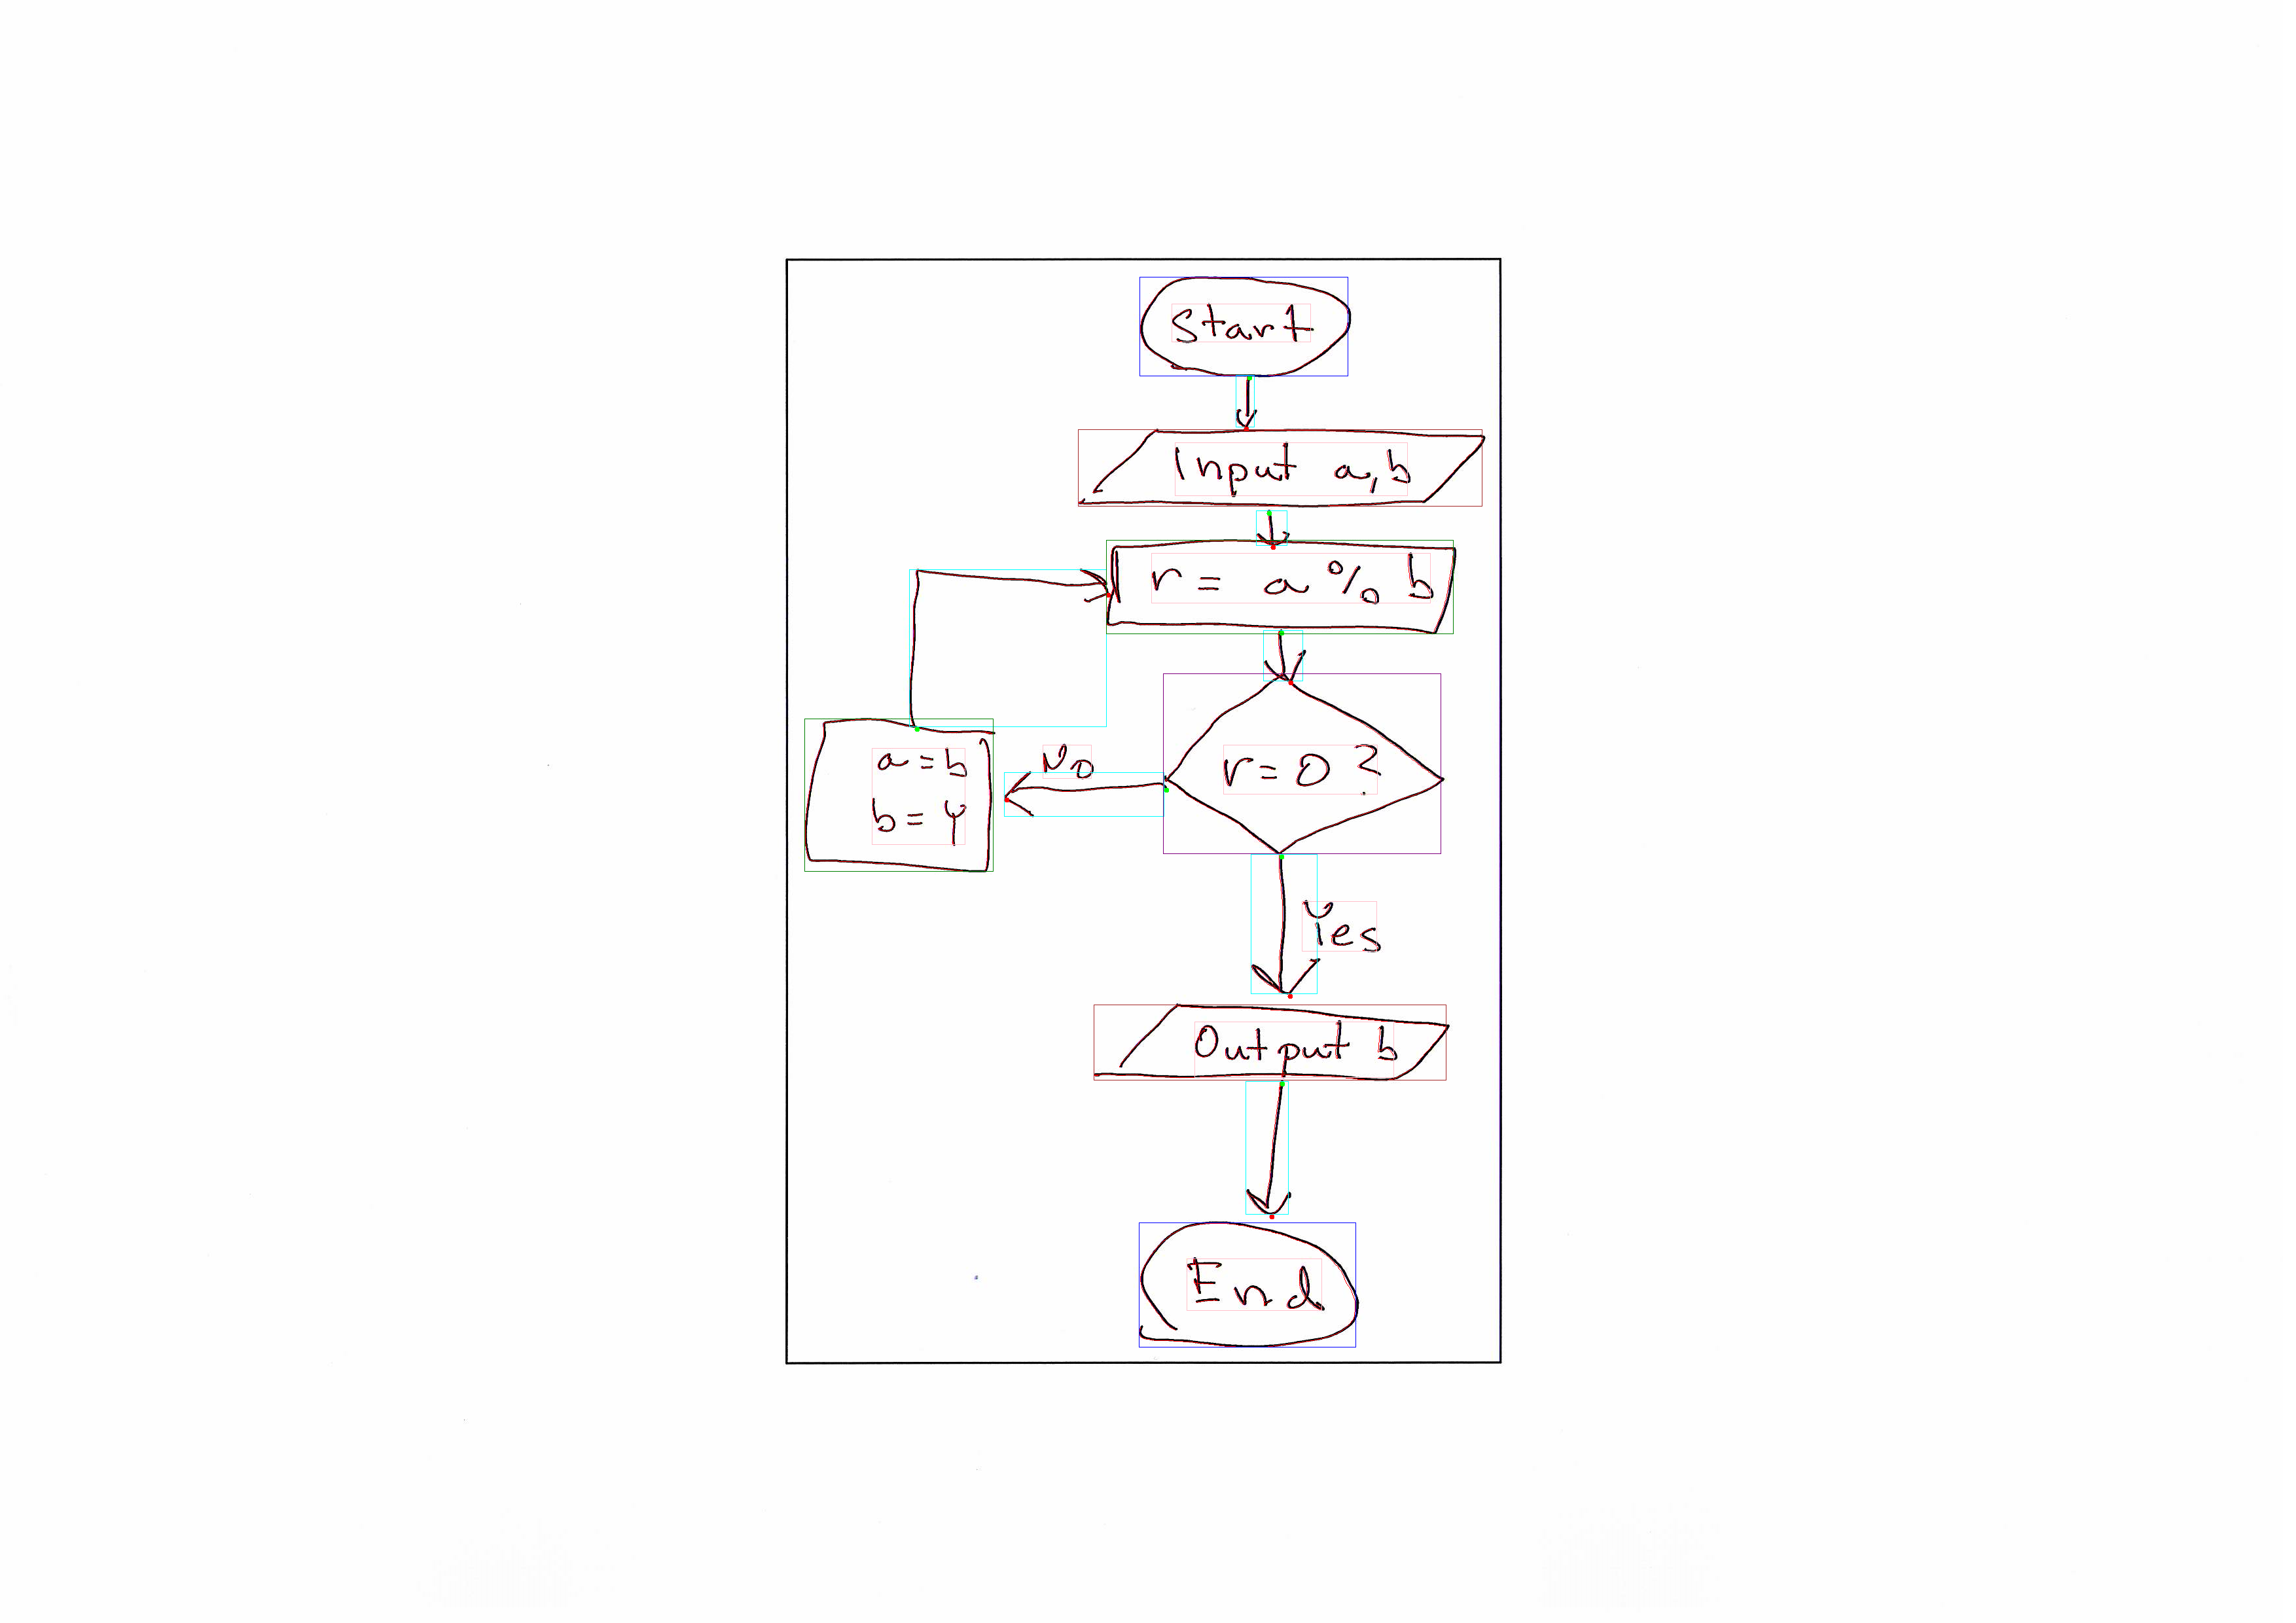 Start
Input a, b
r = a % b
r = 0 ?
No
a = b
b = y
Yes
Output b
End